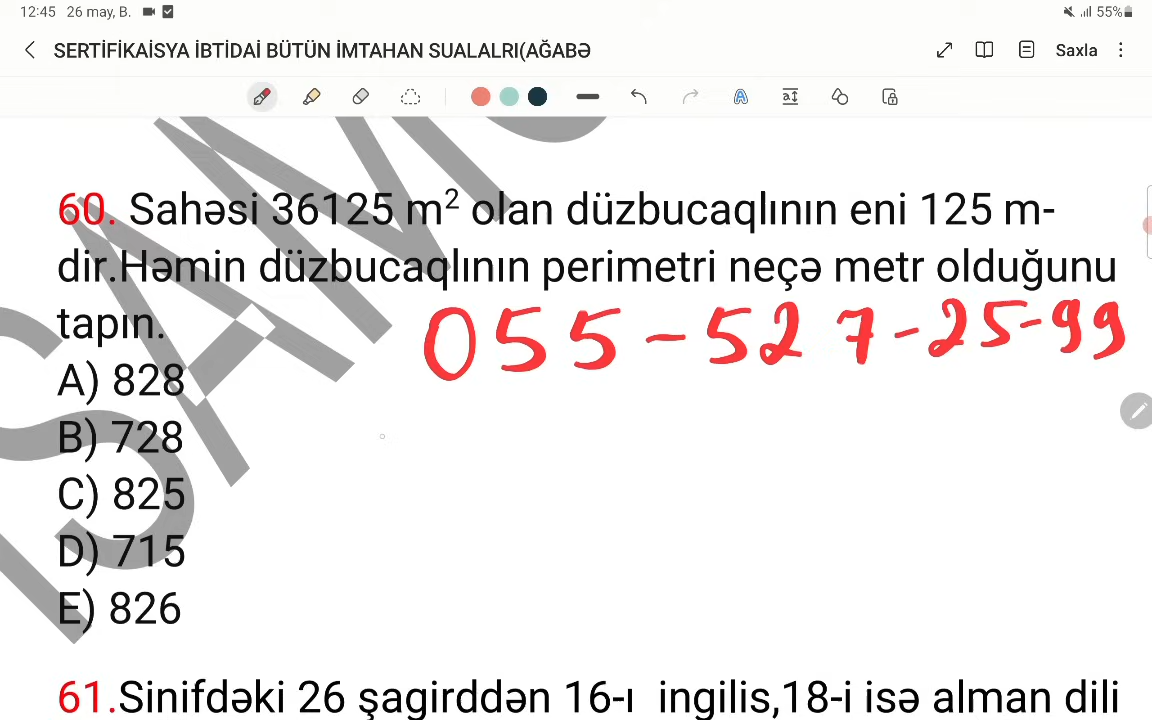 12:45 26 may, B. 55%
SERTİFİKAİSYA İBTİDAİ BÜTÜN İMTAHAN SUALALRI(AĞABƏ Saxla
60. Sahəsi 36125 m² olan düzbucaqlının eni 125 m-
dir.Həmin düzbucaqlının perimetri neçə metr olduğunu
tapın.
055-527-25-99
A) 828
B) 728
C) 825
D) 715
E) 826
61.Sinifdəki 26 şagirddən 16-ı ingilis,18-i isə alman dili